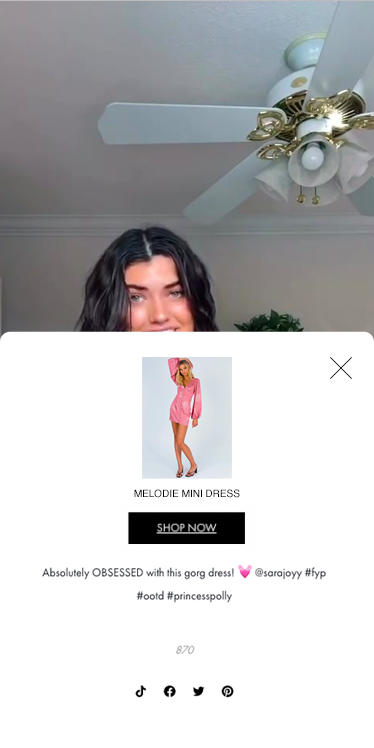 MELODIE MINI DRESS
SHOP NOW
Absolutely OBSESSED with this gorg dress! 💓 @sarajoyy #fyp
#ootd #princesspolly
870